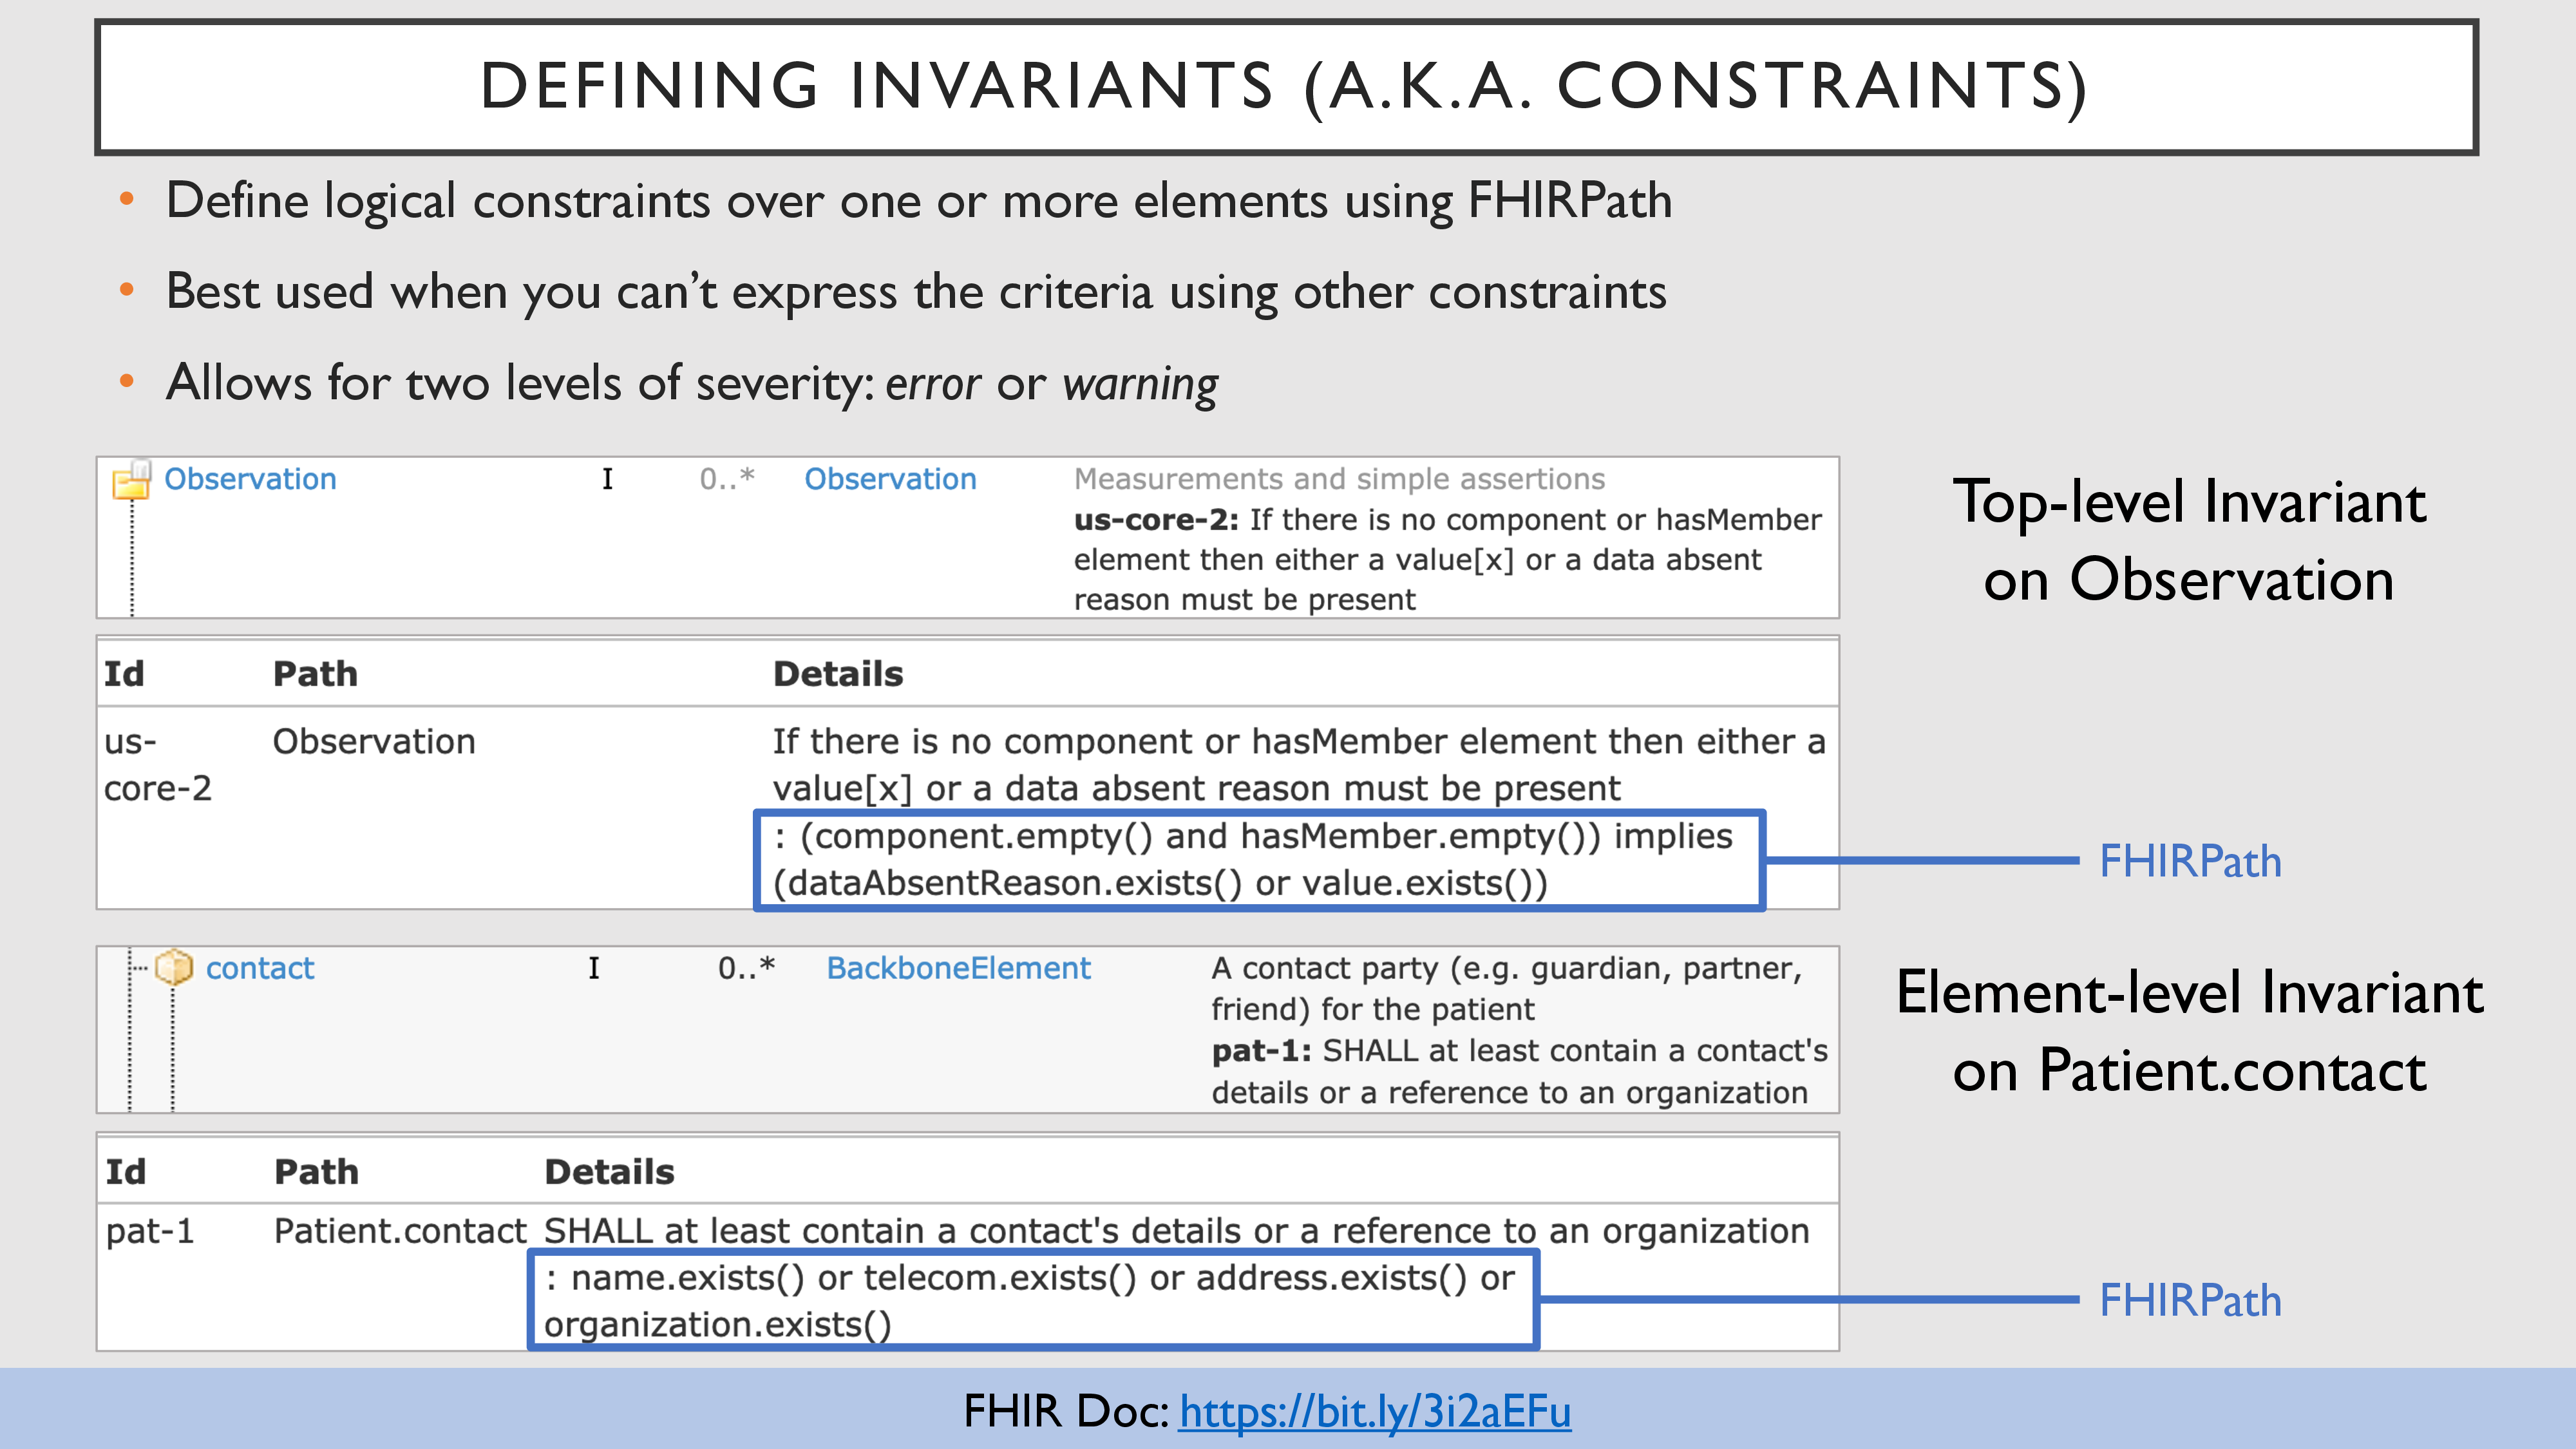 DEFINING INVARIANTS (A.K.A. CONSTRAINTS)
• Define logical constraints over one or more elements using FHIRPath
• Best used when you can’t express the criteria using other constraints
• Allows for two levels of severity: error or warning
Observation I 0..* Observation Measurements and simple assertions
us-core-2: If there is no component or hasMember
element then either a value[x] or a data absent
reason must be present
Top-level Invariant
on Observation
Id Path Details
us- Observation If there is no component or hasMember element then either a
core-2 value[x] or a data absent reason must be present
: (component.empty() and hasMember.empty()) implies
(dataAbsentReason.exists() or value.exists())
FHIRPath
contact I 0..* BackboneElement A contact party (e.g. guardian, partner,
friend) for the patient
pat-1: SHALL at least contain a contact's
details or a reference to an organization
Element-level Invariant
on Patient.contact
Id Path Details
pat-1 Patient.contact SHALL at least contain a contact's details or a reference to an organization
: name.exists() or telecom.exists() or address.exists() or
organization.exists()
FHIRPath
FHIR Doc: https://bit.ly/3i2aEFu